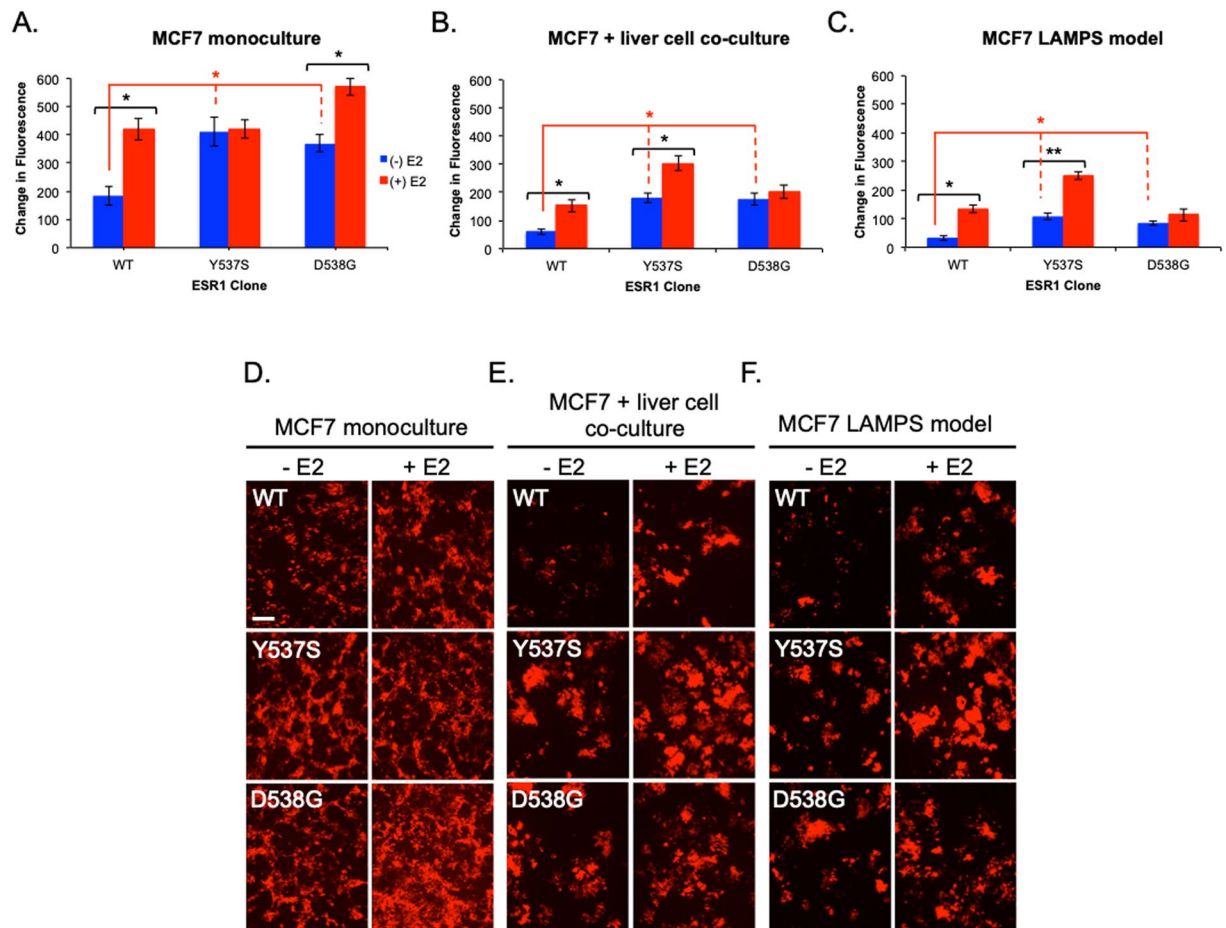 A.
MCF7 monoculture
Change in Fluorescence
600
500
400
300
200
100
0
*
*
*
WT
Y537S
D538G
ESR1 Clone
(-) E2
(+) E2
B.
MCF7 + liver cell co-culture
Change in Fluorescence
600
500
400
300
200
100
0
*
*
*
WT
Y537S
D538G
ESR1 Clone
C.
MCF7 LAMPS model
Change in Fluorescence
600
500
400
300
200
100
0
*
*
**
WT
Y537S
D538G
ESR1 Clone
D.
MCF7 monoculture
- E2
+ E2
WT
Y537S
D538G
E.
MCF7 + liver cell
co-culture
- E2
+ E2
WT
Y537S
D538G
F.
MCF7 LAMPS model
- E2
+ E2
WT
Y537S
D538G